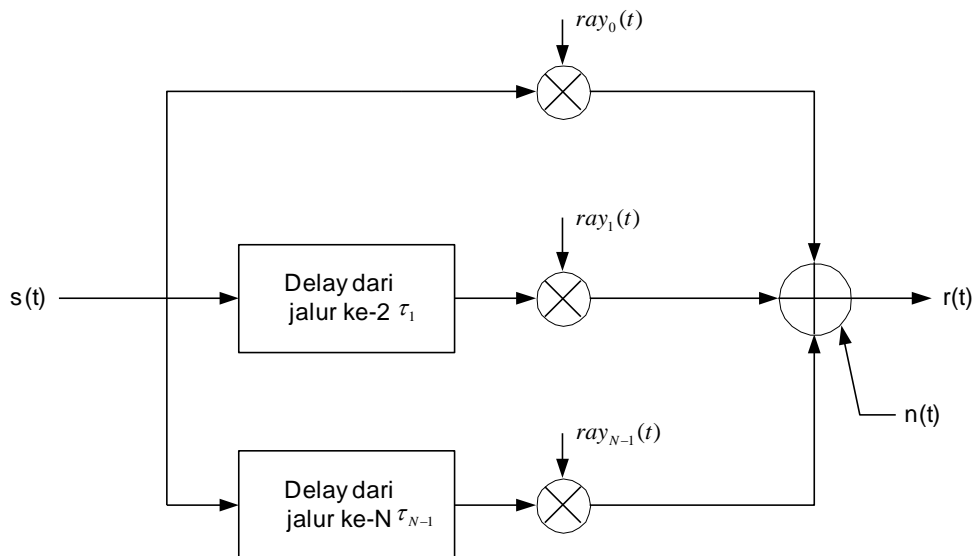 ray₀(t)
ray₁(t)
s(t)
Delay dari
jalur ke-2 τ₁
r(t)
n(t)
ray_{N−1}(t)
Delay dari
jalur ke-N τ_{N−1}